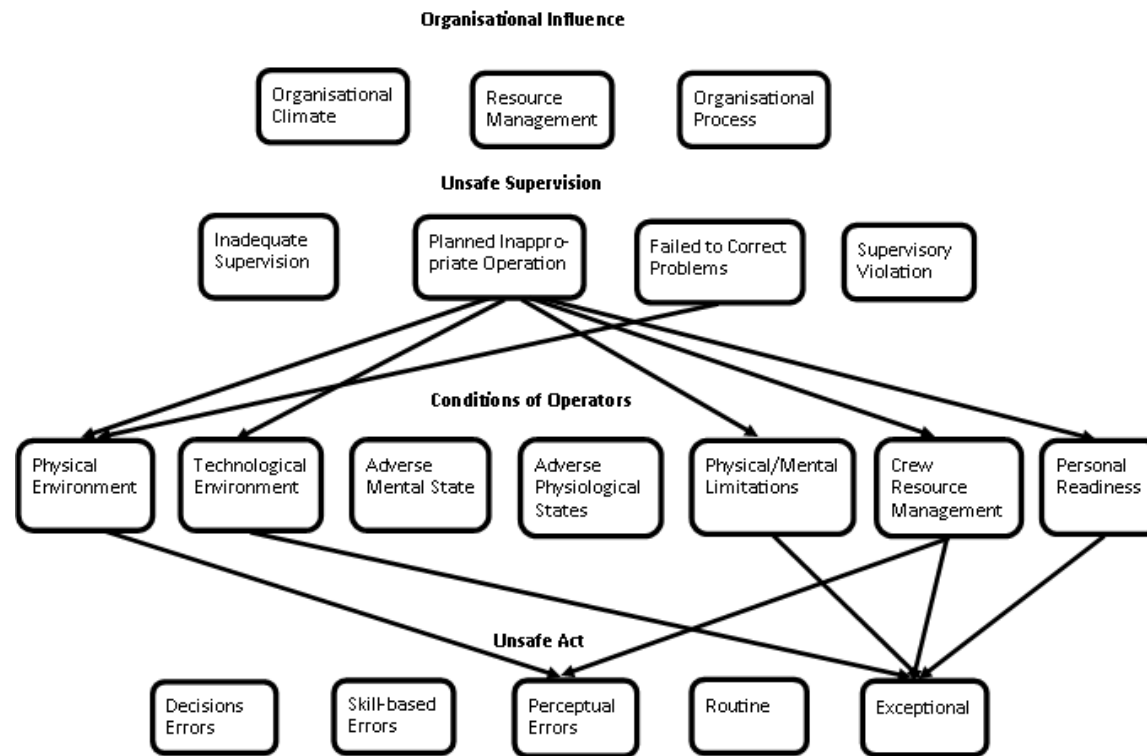 Organisational Influence
Organisational
Climate
Resource
Management
Organisational
Process
Unsafe Supervision
Inadequate
Supervision
Planned Inappro-
priate Operation
Failed to Correct
Problems
Supervisory
Violation
Conditions of Operators
Physical
Environment
Technological
Environment
Adverse
Mental State
Adverse
Physiological
States
Physical/Mental
Limitations
Crew
Resource
Management
Personal
Readiness
Unsafe Act
Decisions
Errors
Skill-based
Errors
Perceptual
Errors
Routine
Exceptional